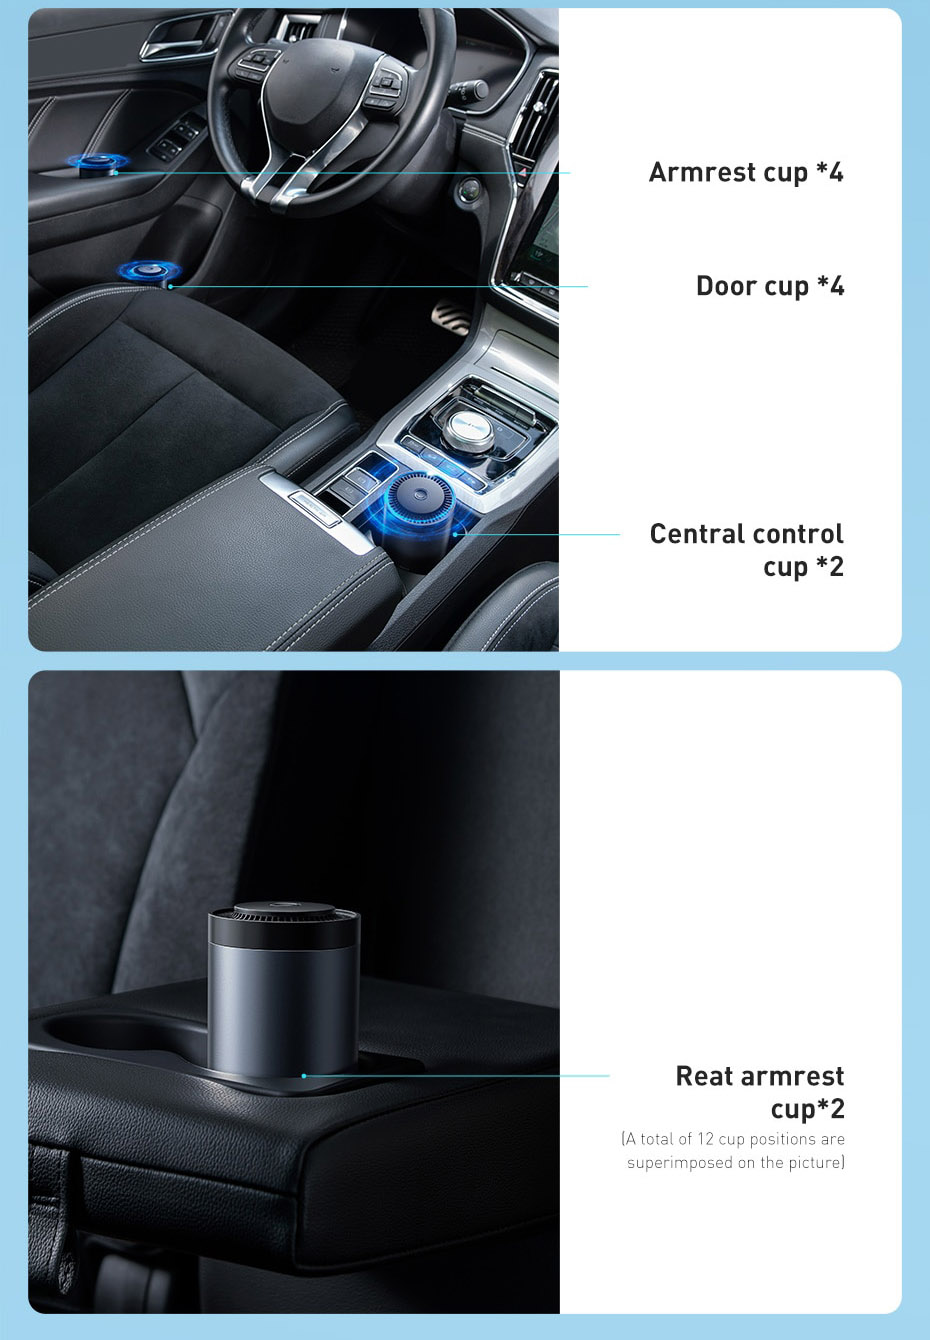 Armrest cup *4
Door cup *4
Central control
cup *2
Reat armrest
cup*2
(A total of 12 cup positions are
superimposed on the picture)